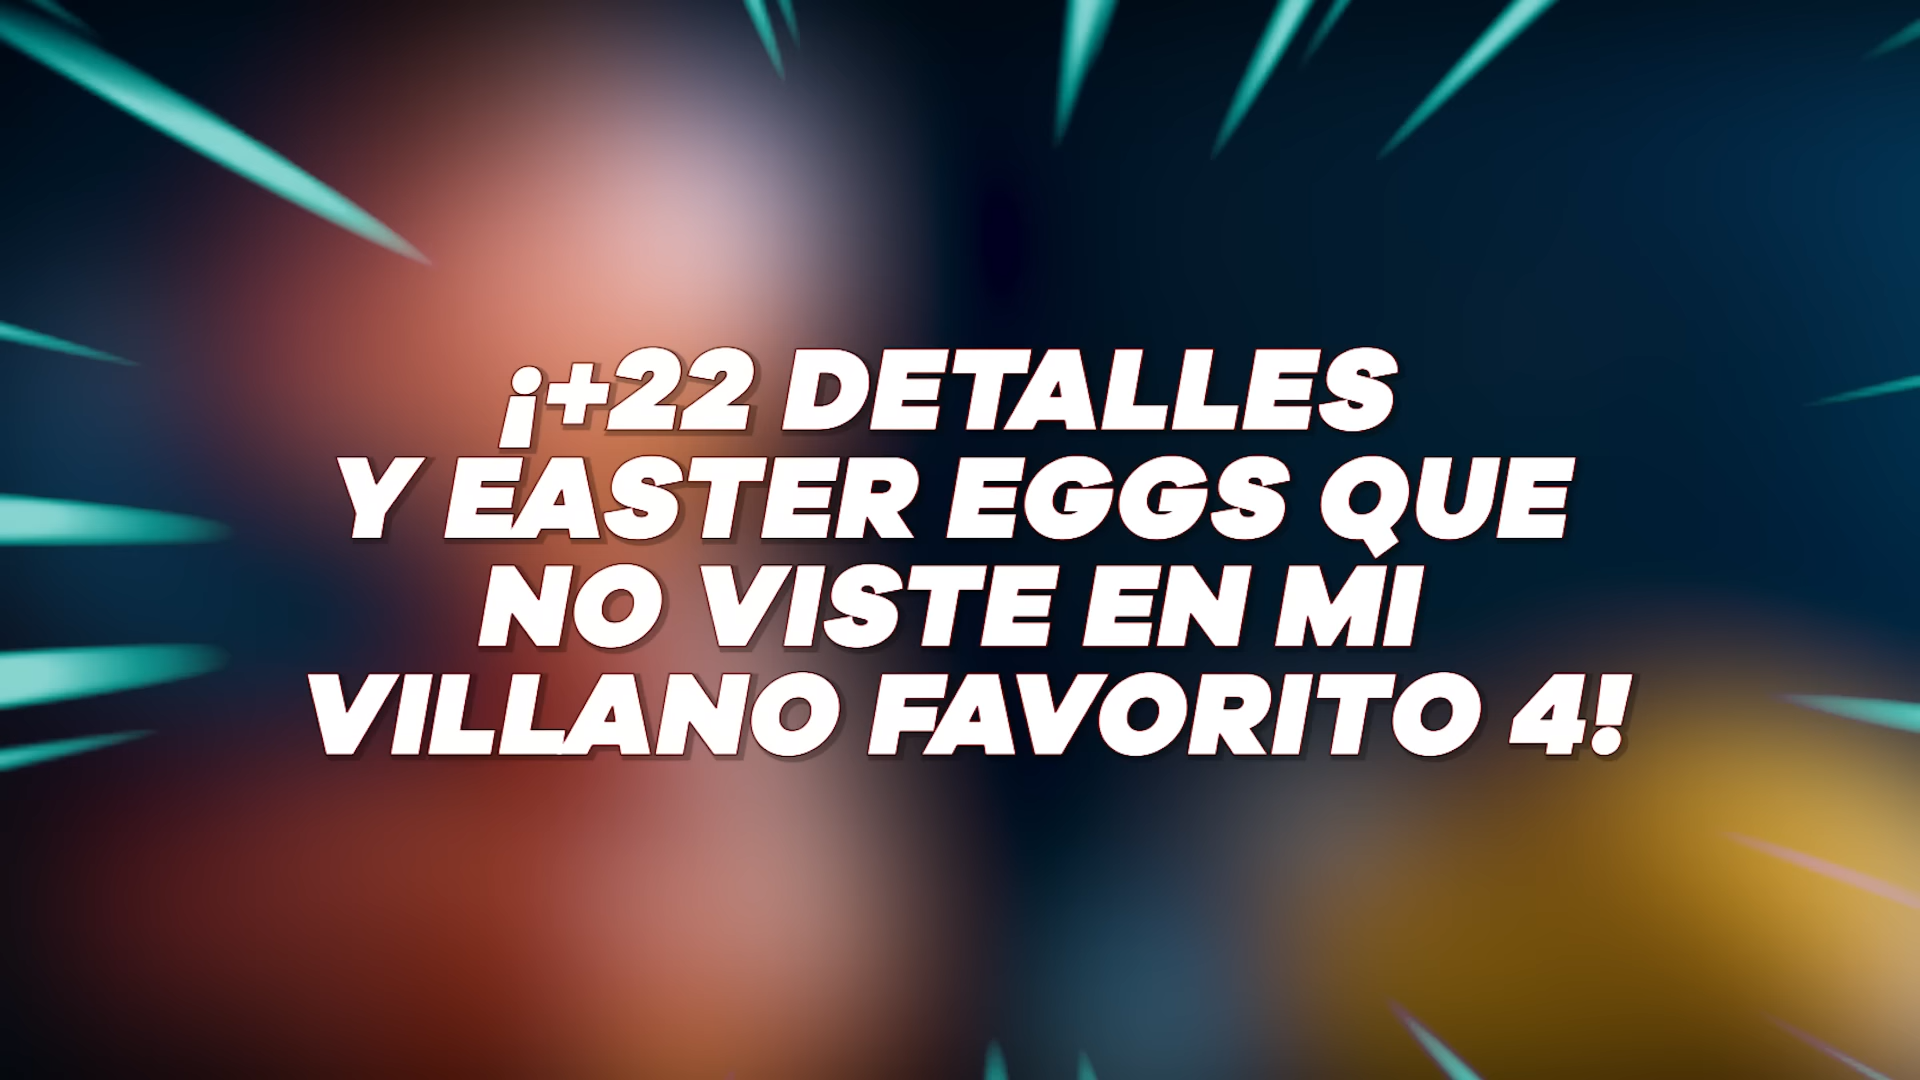 ¡+22 DETALLES
Y EASTER EGGS QUE
NO VISTE EN MI
VILLANO FAVORITO 4!